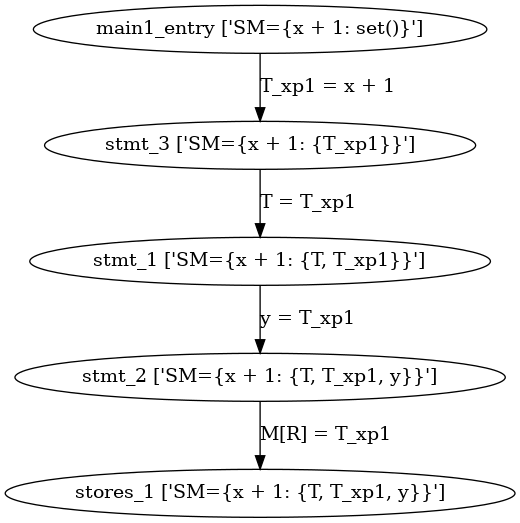 main1_entry ['SM={x + 1: set()}']
T_xp1 = x + 1
stmt_3 ['SM={x + 1: {T_xp1}}']
T = T_xp1
stmt_1 ['SM={x + 1: {T, T_xp1}}']
y = T_xp1
stmt_2 ['SM={x + 1: {T, T_xp1, y}}']
M[R] = T_xp1
stores_1 ['SM={x + 1: {T, T_xp1, y}}']